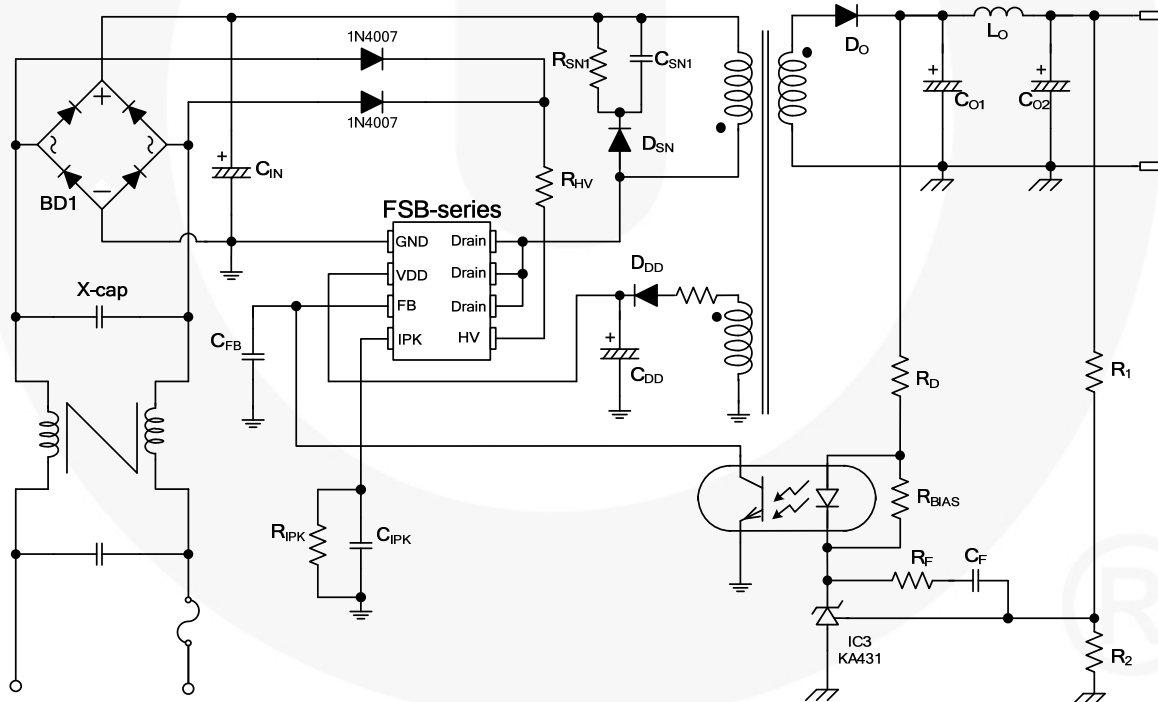 1N4007
1N4007
RSN1
CSN1
DO
LO
CO1
CO2
+
+
+
DSN
CIN
RHV
BD1
−
FSB-series
GND
Drain
VDD
Drain
FB
Drain
IPK
HV
X-cap
DDD
+
CDD
CFB
RD
R1
RIPK
CIPK
RBIAS
RF
CF
IC3
KA431
R2
+
®